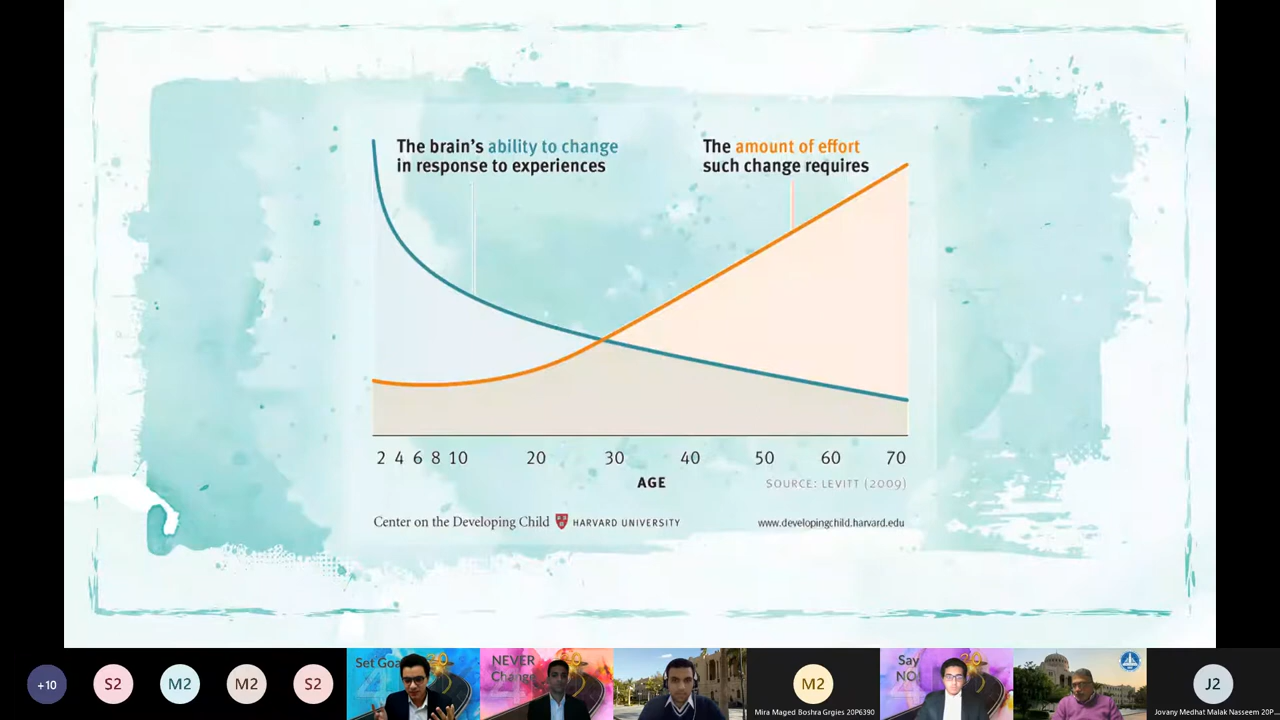 The brain's ability to change
in response to experiences
The amount of effort
such change requires
2 4 6 8 10 20 30 40 50 60 70
AGE
SOURCE: LEVITT (2009)
Center on the Developing Child HARVARD UNIVERSITY
www.developingchild.harvard.edu
+10
S2
M2
M2
S2
Set Goa
NEVER
Change
M2
Mira Maged Boshra Grgies 20P6390
Say
NO
J2
Jovany Medhat Malak Nasseem 20P...